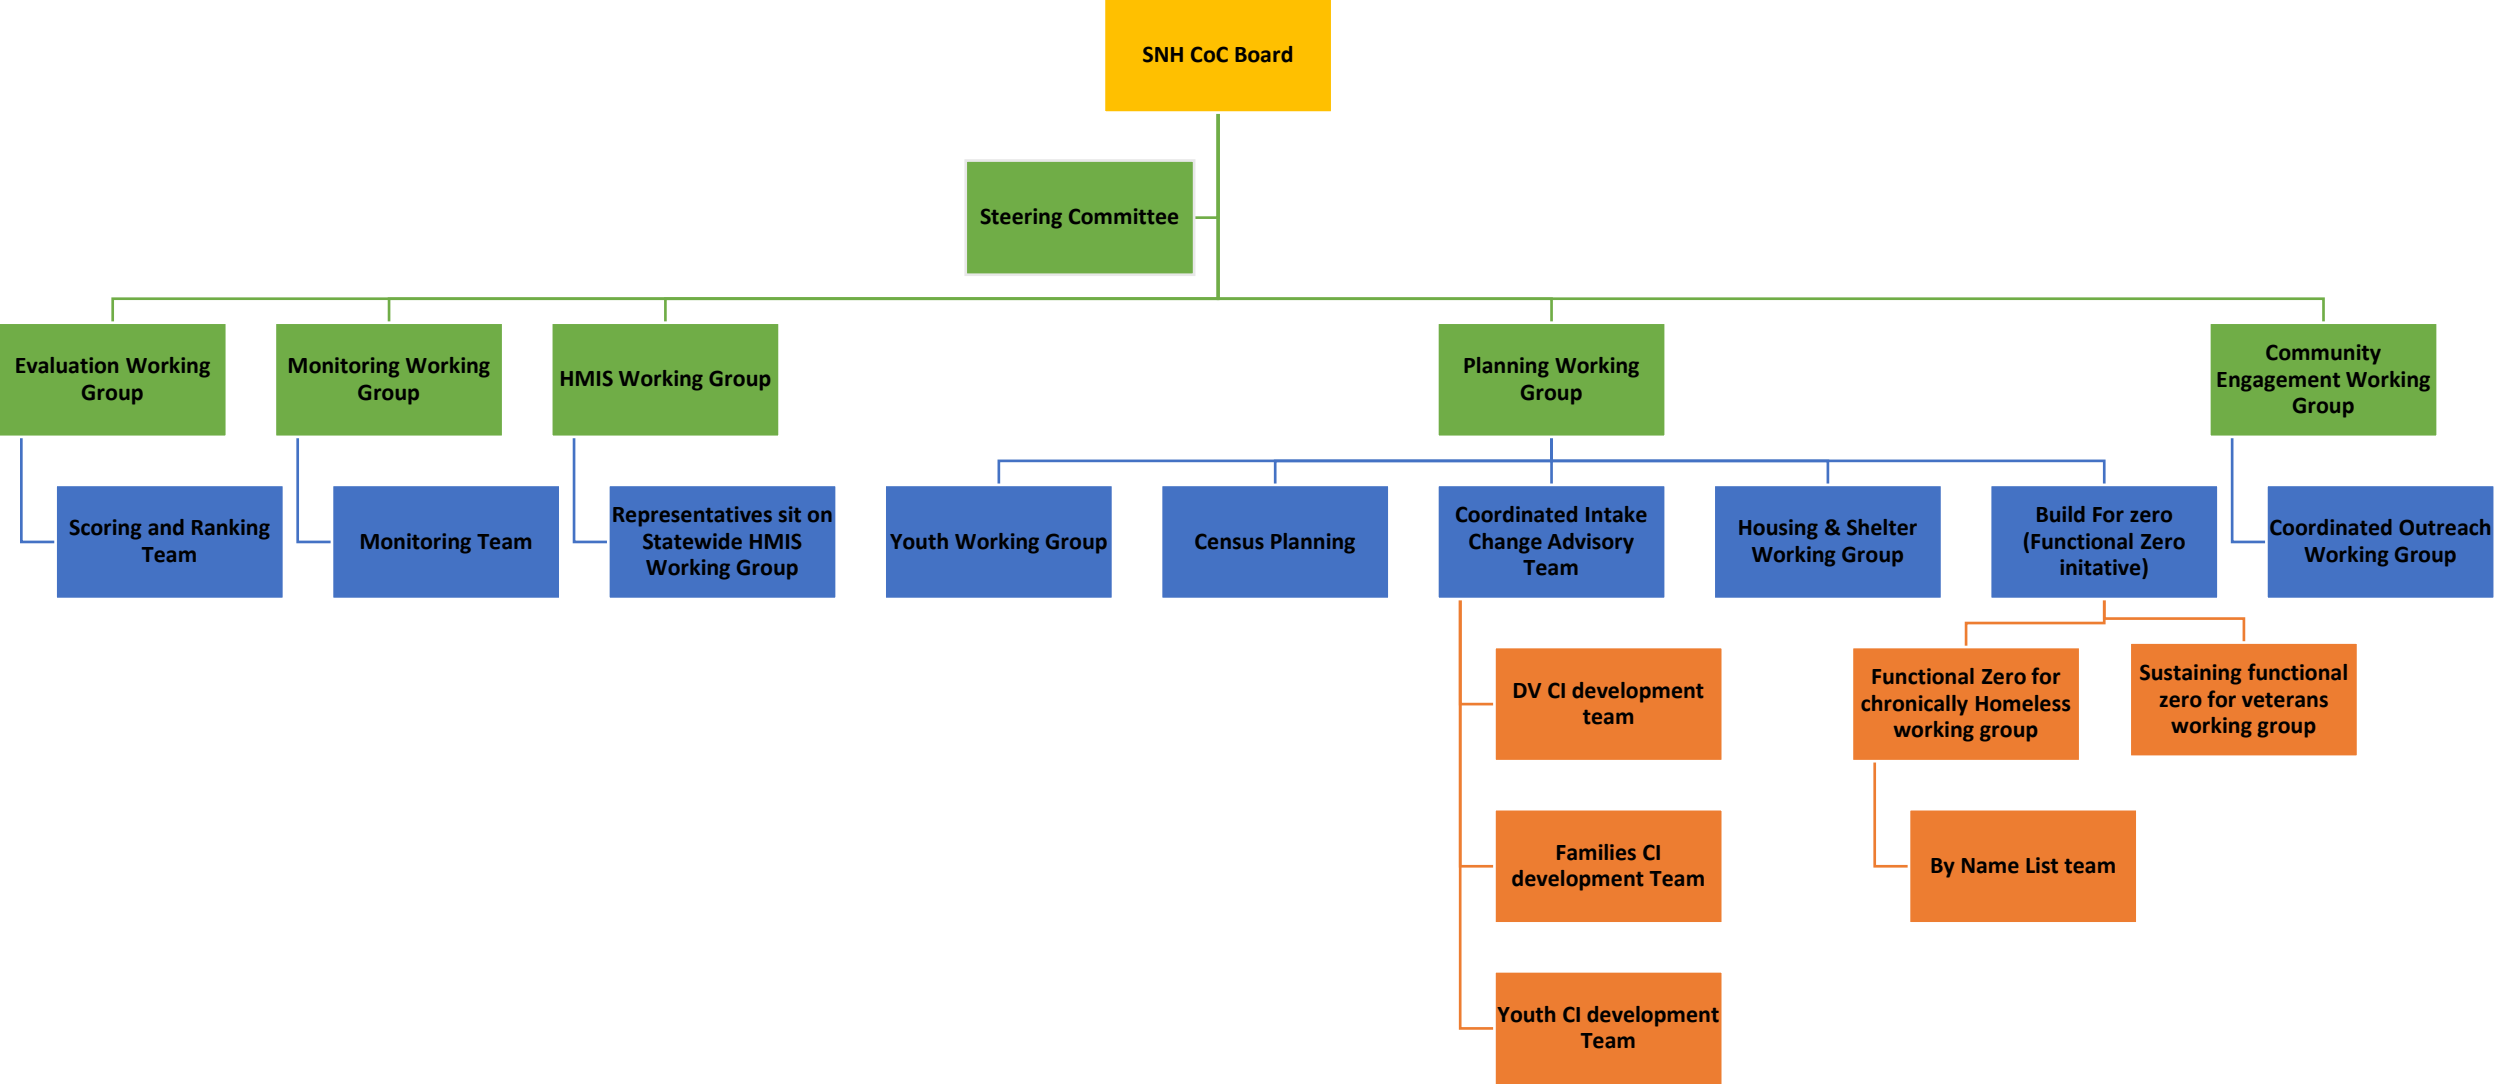 SNH CoC Board
Steering Committee
Evaluation Working
Group
Monitoring Working
Group
HMIS Working Group
Planning Working
Group
Community
Engagement Working
Group
Scoring and Ranking
Team
Monitoring Team
Representatives sit on
Statewide HMIS
Working Group
Youth Working Group
Census Planning
Coordinated Intake
Change Advisory
Team
Housing & Shelter
Working Group
Build For zero
(Functional Zero
initative)
Coordinated Outreach
Working Group
DV CI development
team
Functional Zero for
chronically Homeless
working group
Sustaining functional
zero for veterans
working group
Families CI
development Team
By Name List team
Youth CI development
Team